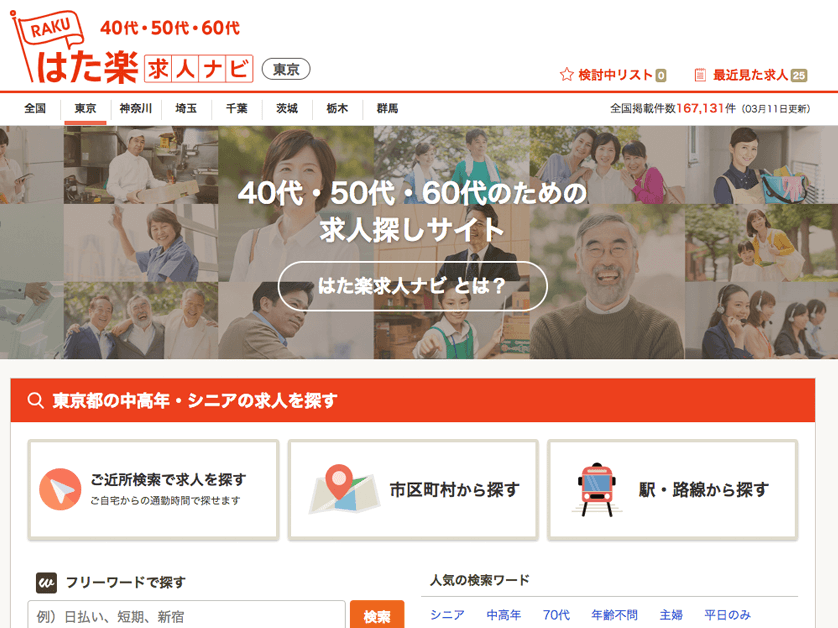 RAKU
40代・50代・60代
はた楽求人ナビ 東京
検討中リスト 0 最近見た求人 25
全国 東京 神奈川 埼玉 千葉 茨城 栃木 群馬 全国掲載件数167,131件（03月11日更新）
40代・50代・60代のための
求人探しサイト
はた楽求人ナビ とは？
東京都の中高年・シニアの求人を探す
ご近所検索で求人を探す
ご自宅からの通勤時間で探せます
市区町村から探す
駅・路線から探す
フリーワードで探す
例）日払い、短期、新宿
検索
人気の検索ワード
シニア 中高年 70代 年齢不問 主婦 平日のみ